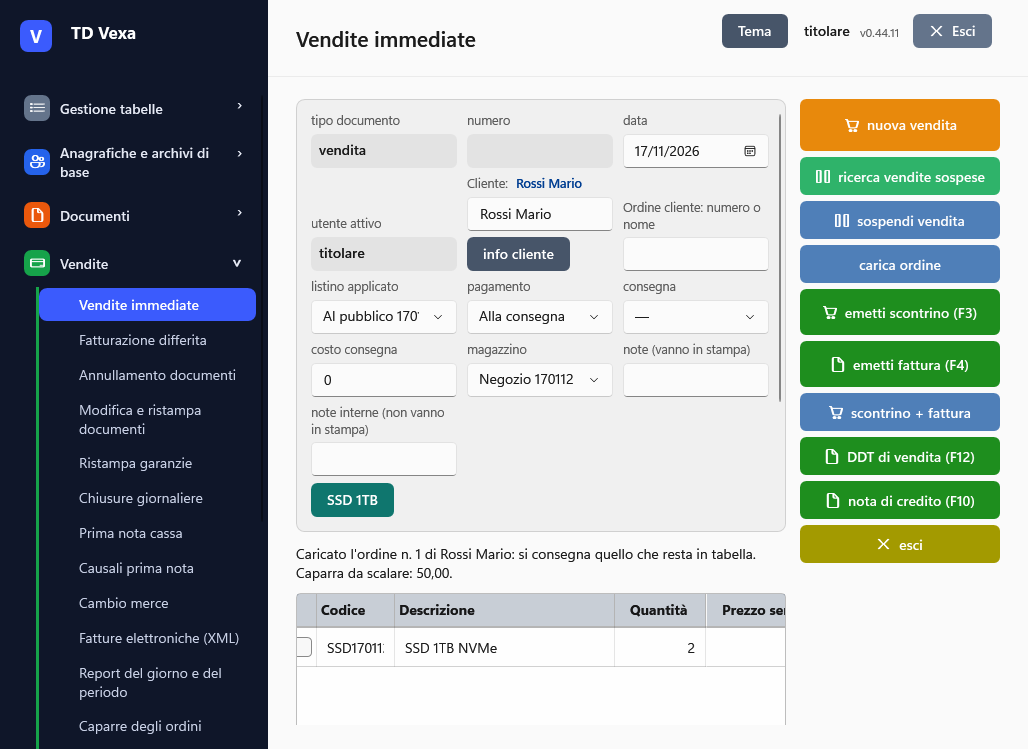 V
TD Vexa
Gestione tabelle
Anagrafiche e archivi di
base
Documenti
Vendite
Vendite immediate
Fatturazione differita
Annullamento documenti
Modifica e ristampa
documenti
Ristampa garanzie
Chiusure giornaliere
Prima nota cassa
Causali prima nota
Cambio merce
Fatture elettroniche (XML)
Report del giorno e del
periodo
Caparre degli ordini
Vendite immediate
Tema
titolare v0.44.11
Esci
tipo documento
vendita
numero
data
17/11/2026
utente attivo
titolare
Cliente: Rossi Mario
Rossi Mario
info cliente
Ordine cliente: numero o
nome
listino applicato
Al pubblico 170
pagamento
Alla consegna
consegna
—
costo consegna
0
magazzino
Negozio 170112
note (vanno in stampa)
note interne (non vanno
in stampa)
SSD 1TB
nuova vendita
ricerca vendite sospese
sospendi vendita
carica ordine
emetti scontrino (F3)
emetti fattura (F4)
scontrino + fattura
DDT di vendita (F12)
nota di credito (F10)
esci
Caricato l'ordine n. 1 di Rossi Mario: si consegna quello che resta in tabella.
Caparra da scalare: 50,00.
Codice Descrizione Quantità Prezzo
SSD17011 SSD 1TB NVMe 2